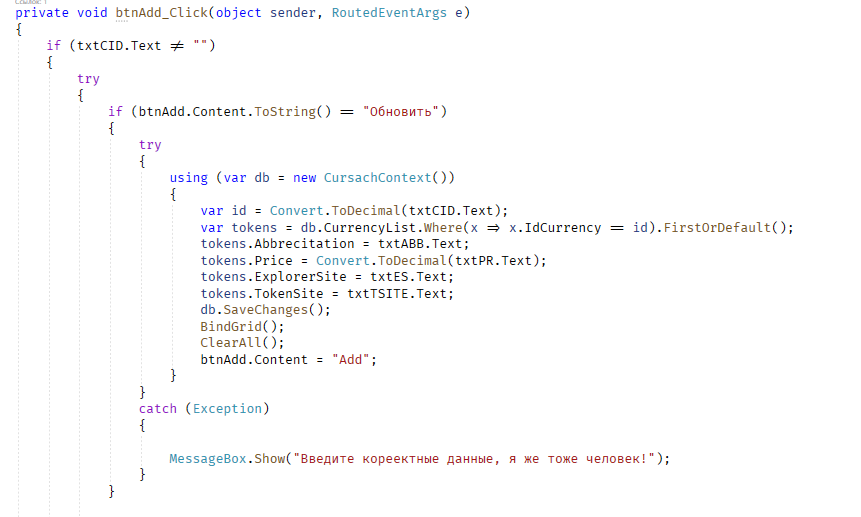 private void btnAdd_Click(object sender, RoutedEventArgs e)
{
if (txtCID.Text ≠ "")
{
try
{
if (btnAdd.Content.ToString() == "Обновить")
{
try
{
using (var db = new CursachContext())
{
var id = Convert.ToDecimal(txtCID.Text);
var tokens = db.CurrencyList.Where(x ⇒ x.IdCurrency == id).FirstOrDefault();
tokens.Abbrecitation = txtABB.Text;
tokens.Price = Convert.ToDecimal(txtPR.Text);
tokens.ExplorerSite = txtES.Text;
tokens.TokenSite = txtTSITE.Text;
db.SaveChanges();
BindGrid();
ClearAll();
btnAdd.Content = "Add";
}
}
catch (Exception)
{
MessageBox.Show("Введите кореектные данные, я же тоже человек!");
}
}